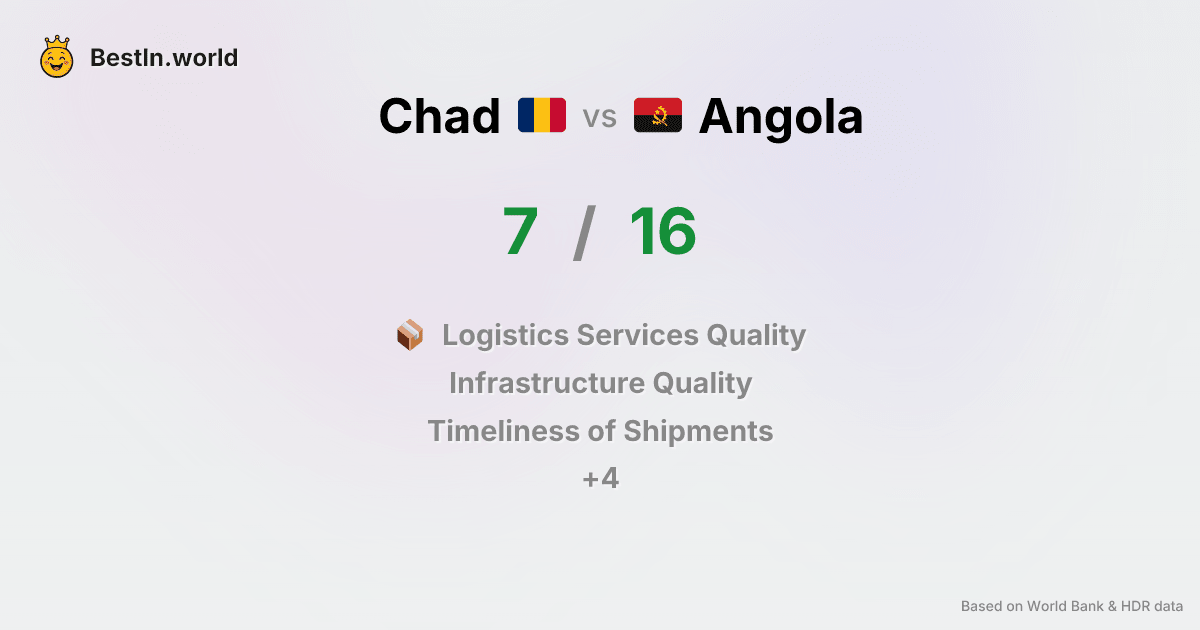 BestIn.world
Chad vs Angola
7 / 16
Logistics Services Quality
Infrastructure Quality
Timeliness of Shipments
+4
Based on World Bank & HDR data